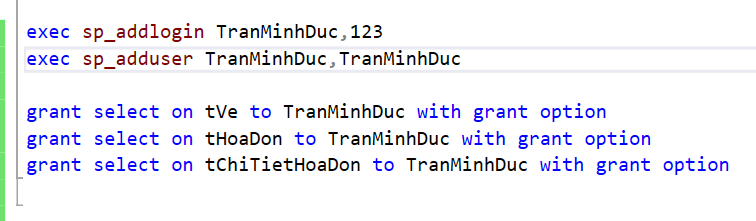 exec sp_addlogin TranMinhDuc,123
exec sp_adduser TranMinhDuc,TranMinhDuc
grant select on tVe to TranMinhDuc with grant option
grant select on tHoaDon to TranMinhDuc with grant option
grant select on tChiTietHoaDon to TranMinhDuc with grant option